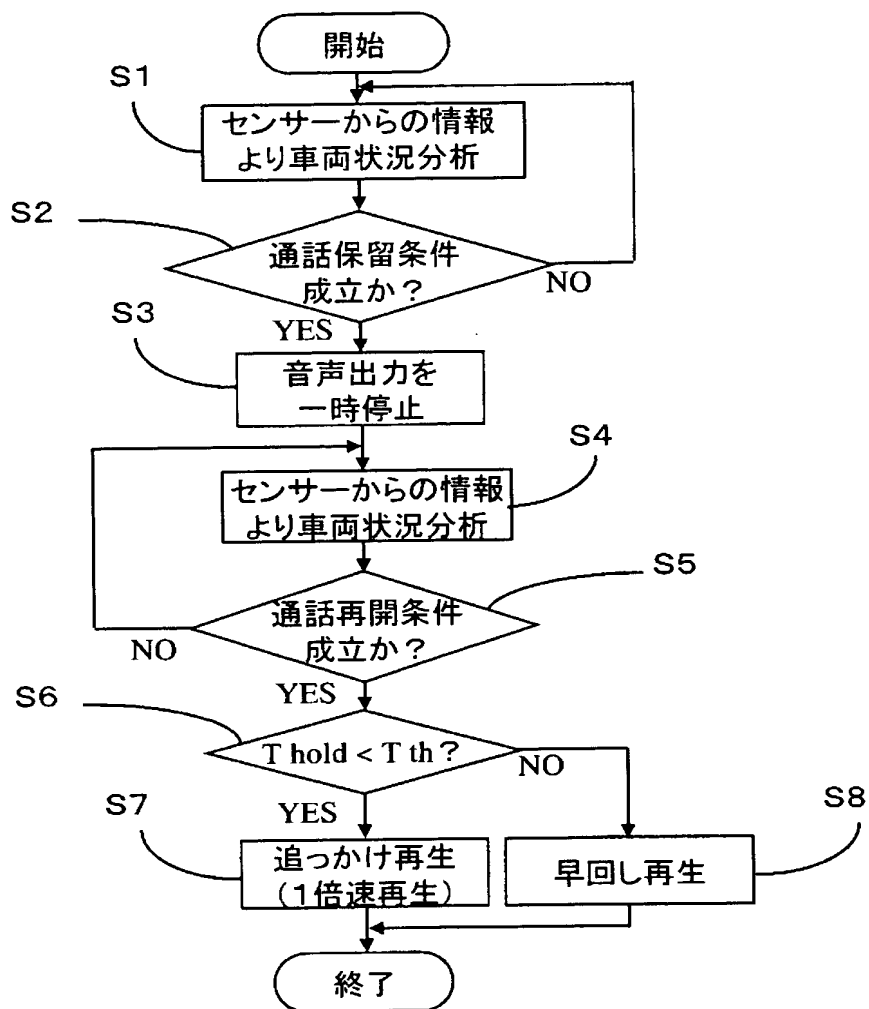 開始
S1
センサーからの情報
より車両状況分析
S2
通話保留条件
成立か？
NO
YES
S3
音声出力を
一時停止
S4
センサーからの情報
より車両状況分析
S5
通話再開条件
成立か？
NO
YES
S6
T hold < T th？
NO
YES
S7
追っかけ再生
(1倍速再生)
S8
早回し再生
終了